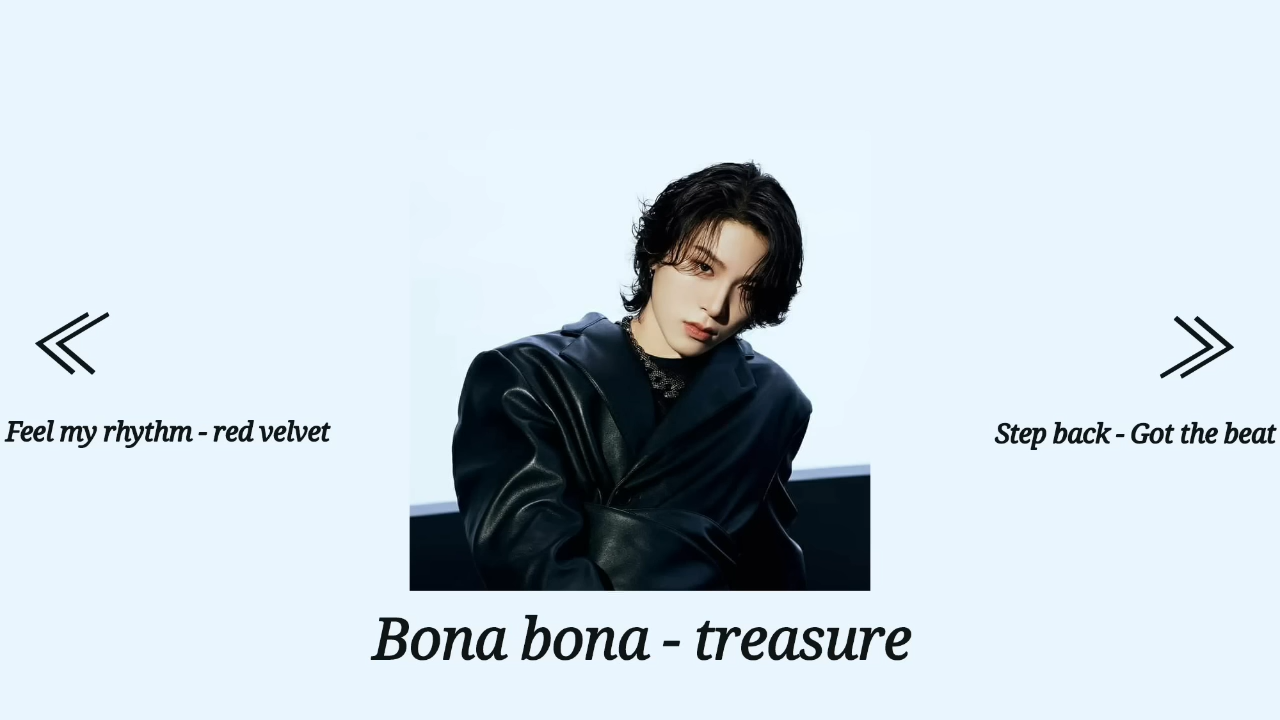 Feel my rhythm - red velvet
Step back - Got the beat
Bona bona - treasure